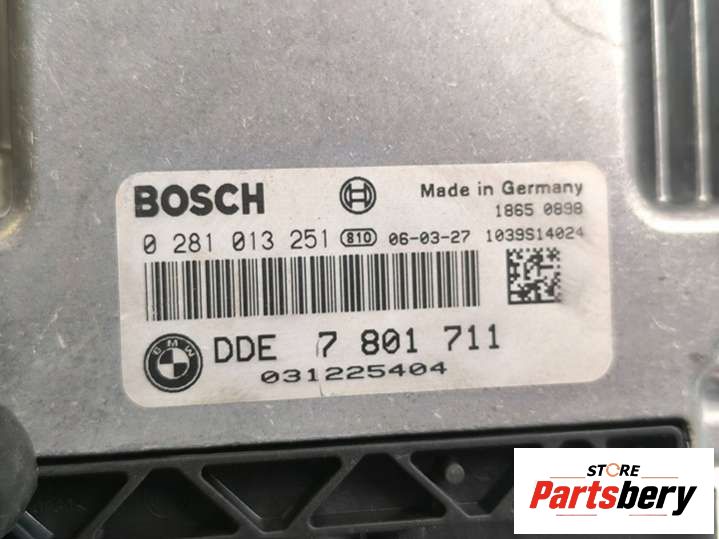 BOSCH
Made in Germany
1865 0898
0 281 013 251 810 06-03-27 1039S14024
BMW DDE 7 801 711
031225404
STORE
Partsbery